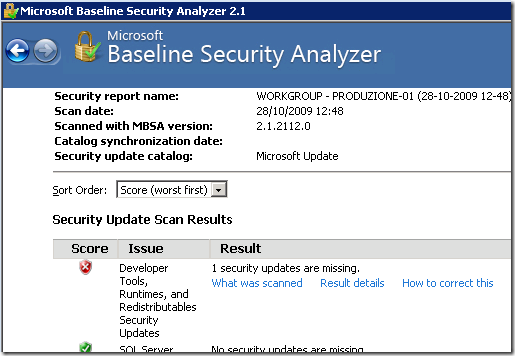 Microsoft Baseline Security Analyzer 2.1
Microsoft
Baseline Security Analyzer
Security report name: WORKGROUP - PRODUZIONE-01 (28-10-2009 12-48)
Scan date: 28/10/2009 12:48
Scanned with MBSA version: 2.1.2112.0
Catalog synchronization date:
Security update catalog: Microsoft Update
Sort Order: Score (worst first)
Security Update Scan Results
Score Issue Result
Developer 1 security updates are missing.
Tools, What was scanned Result details How to correct this
Runtimes, and
Redistributables
Security
Updates
SQL Server No security updates are missing.